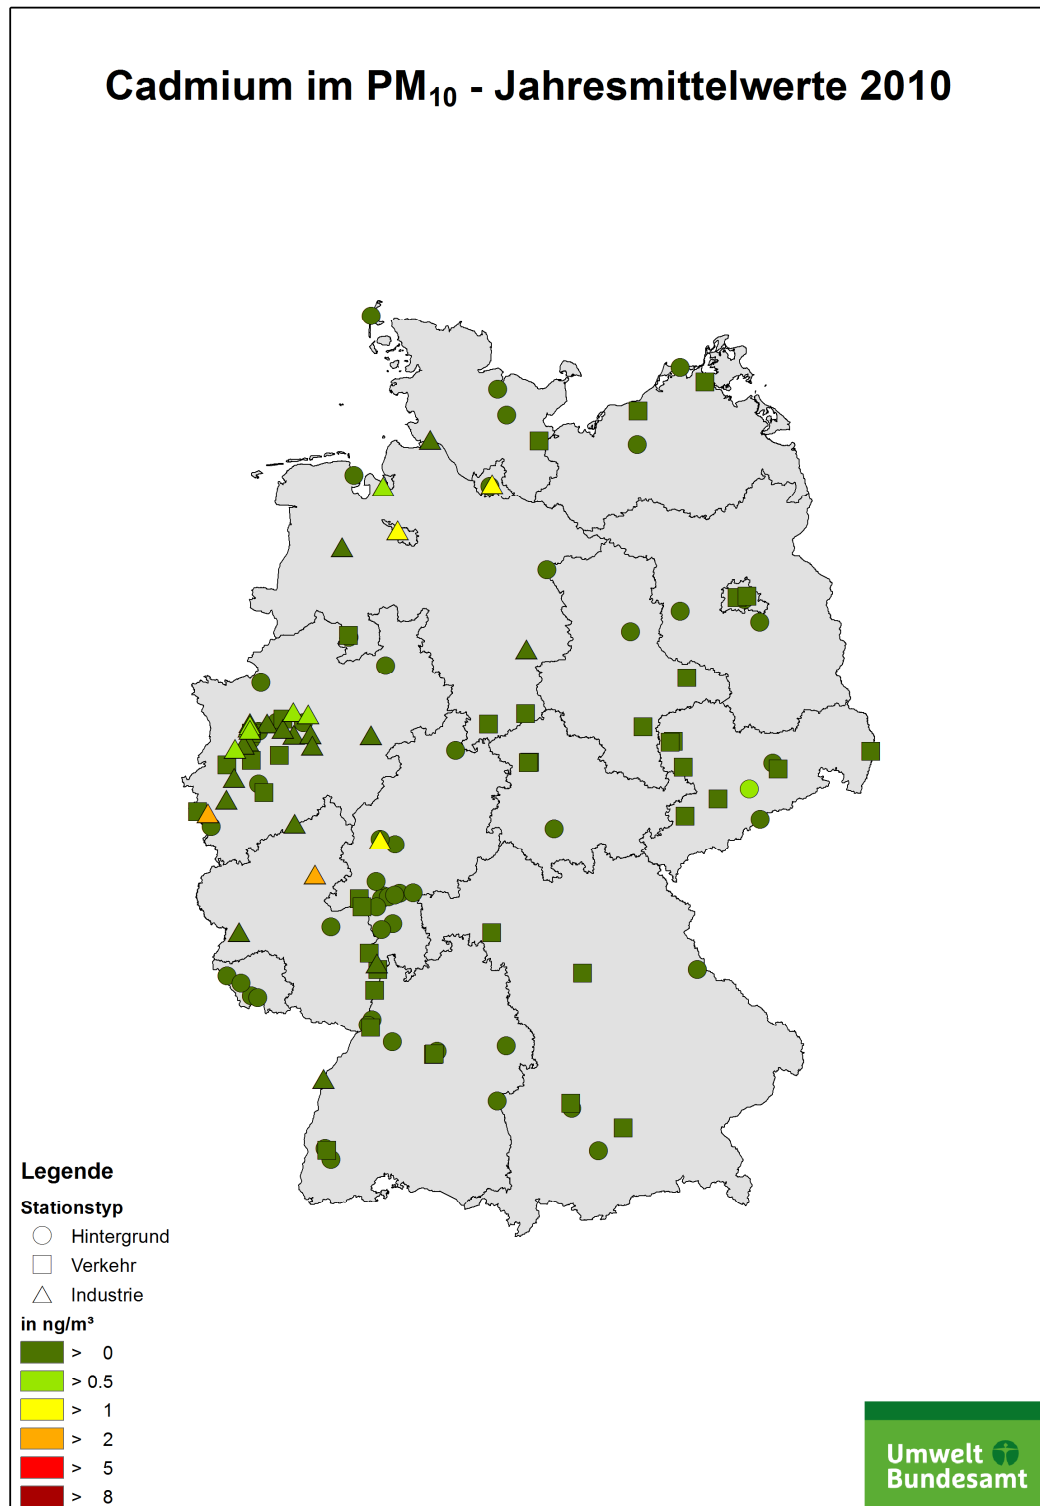 Cadmium im PM₁₀ - Jahresmittelwerte 2010
Legende
Stationstyp
Hintergrund
Verkehr
Industrie
in ng/m³
> 0
> 0.5
> 1
> 2
> 5
> 8
Umwelt
Bundesamt